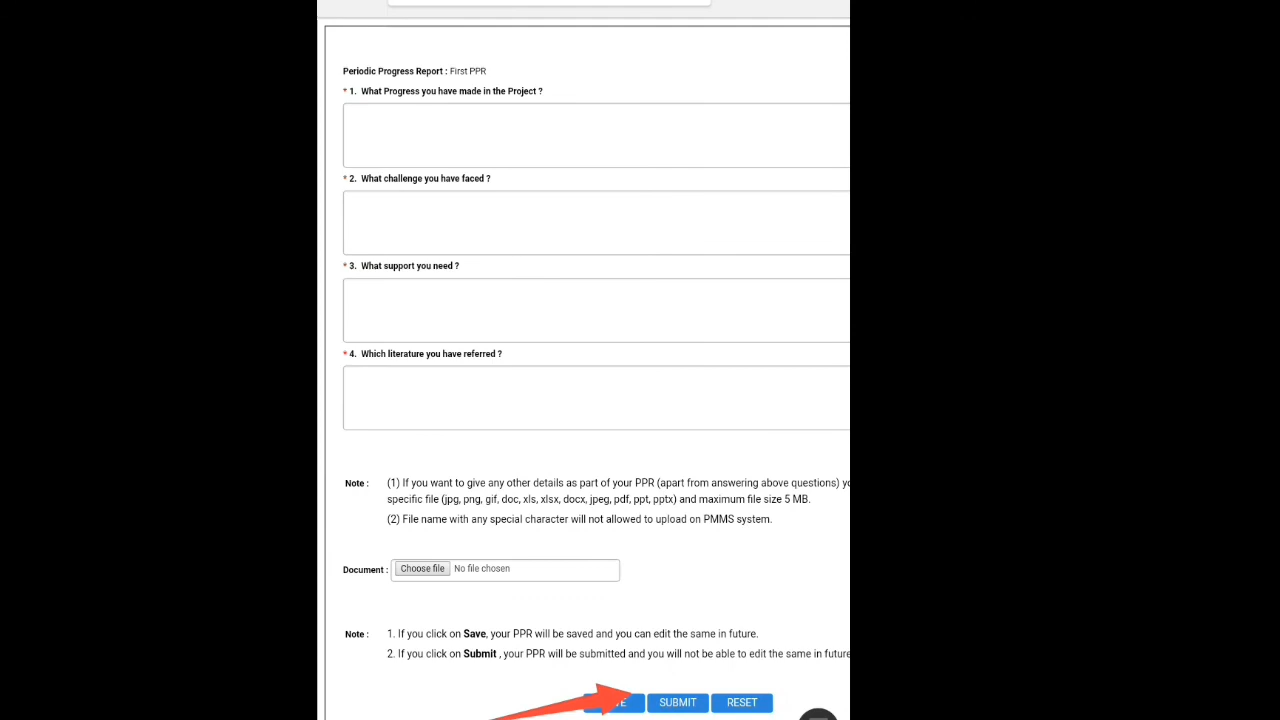 Periodic Progress Report : First PPR
* 1. What Progress you have made in the Project ?
* 2. What challenge you have faced ?
* 3. What support you need ?
* 4. Which literature you have referred ?
Note : (1) If you want to give any other details as part of your PPR (apart from answering above questions)
specific file (jpg, png, gif, doc, xls, xlsx, docx, jpeg, pdf, ppt, pptx) and maximum file size 5 MB.
(2) File name with any special character will not allowed to upload on PMMS system.
Document : Choose file No file chosen
Note : 1. If you click on Save, your PPR will be saved and you can edit the same in future.
2. If you click on Submit , your PPR will be submitted and you will not be able to edit the same in future
SUBMIT RESET